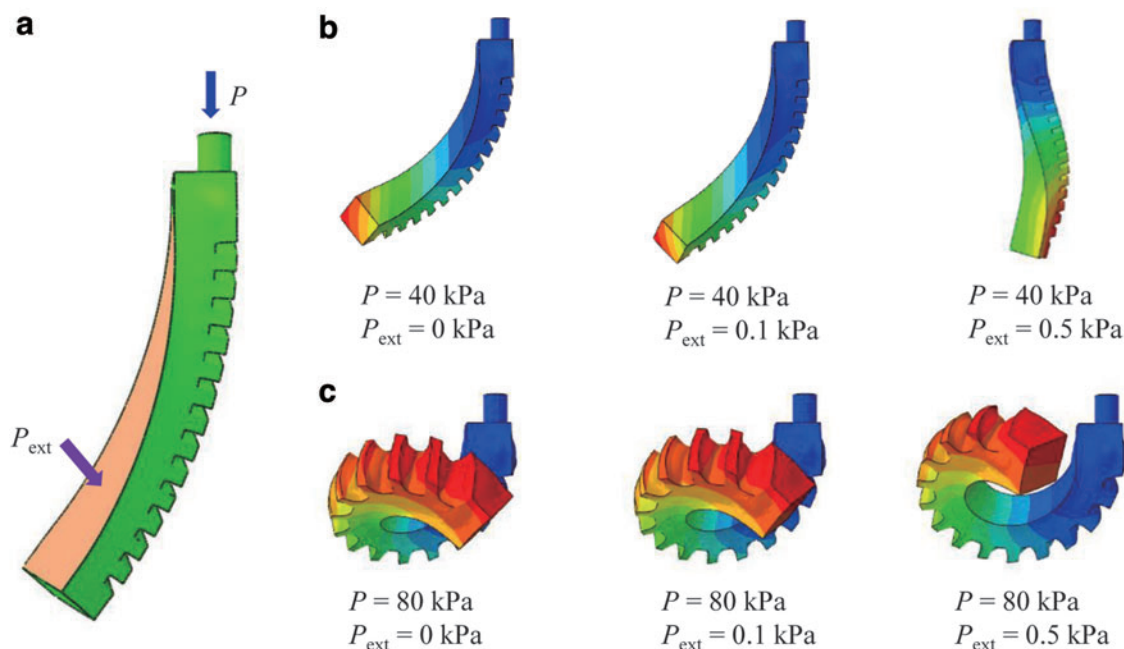 a
P
P_ext
b
P = 40 kPa
P_ext = 0 kPa
P = 40 kPa
P_ext = 0.1 kPa
P = 40 kPa
P_ext = 0.5 kPa
c
P = 80 kPa
P_ext = 0 kPa
P = 80 kPa
P_ext = 0.1 kPa
P = 80 kPa
P_ext = 0.5 kPa